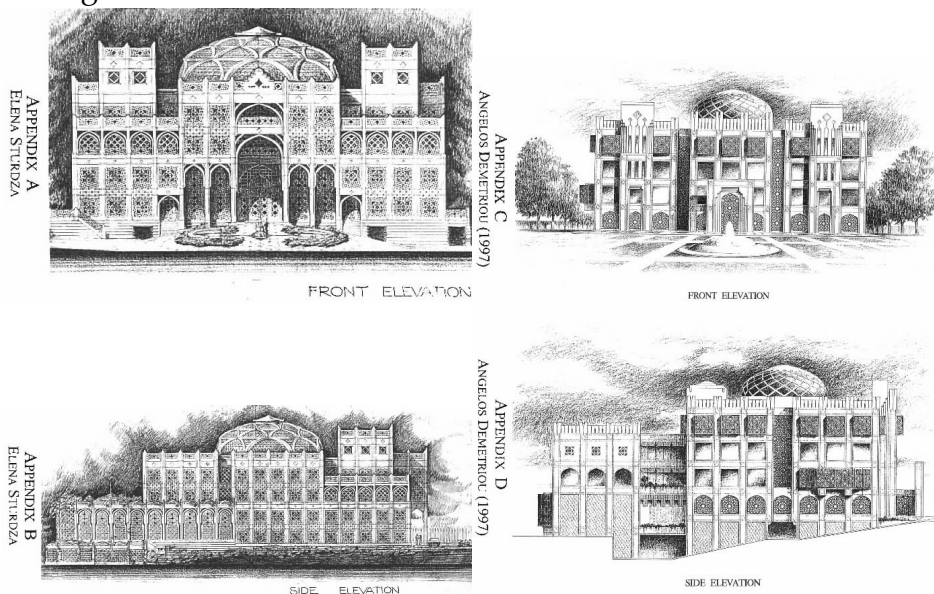 APPENDIX A
ELENA STURDZA
FRONT ELEVATION
APPENDIX C
ANGELOS DEMETRIOU (1997)
FRONT ELEVATION
APPENDIX B
ELENA STURDZA
SIDE ELEVATION
APPENDIX D
ANGELOS DEMETRIOU (1997)
SIDE ELEVATION